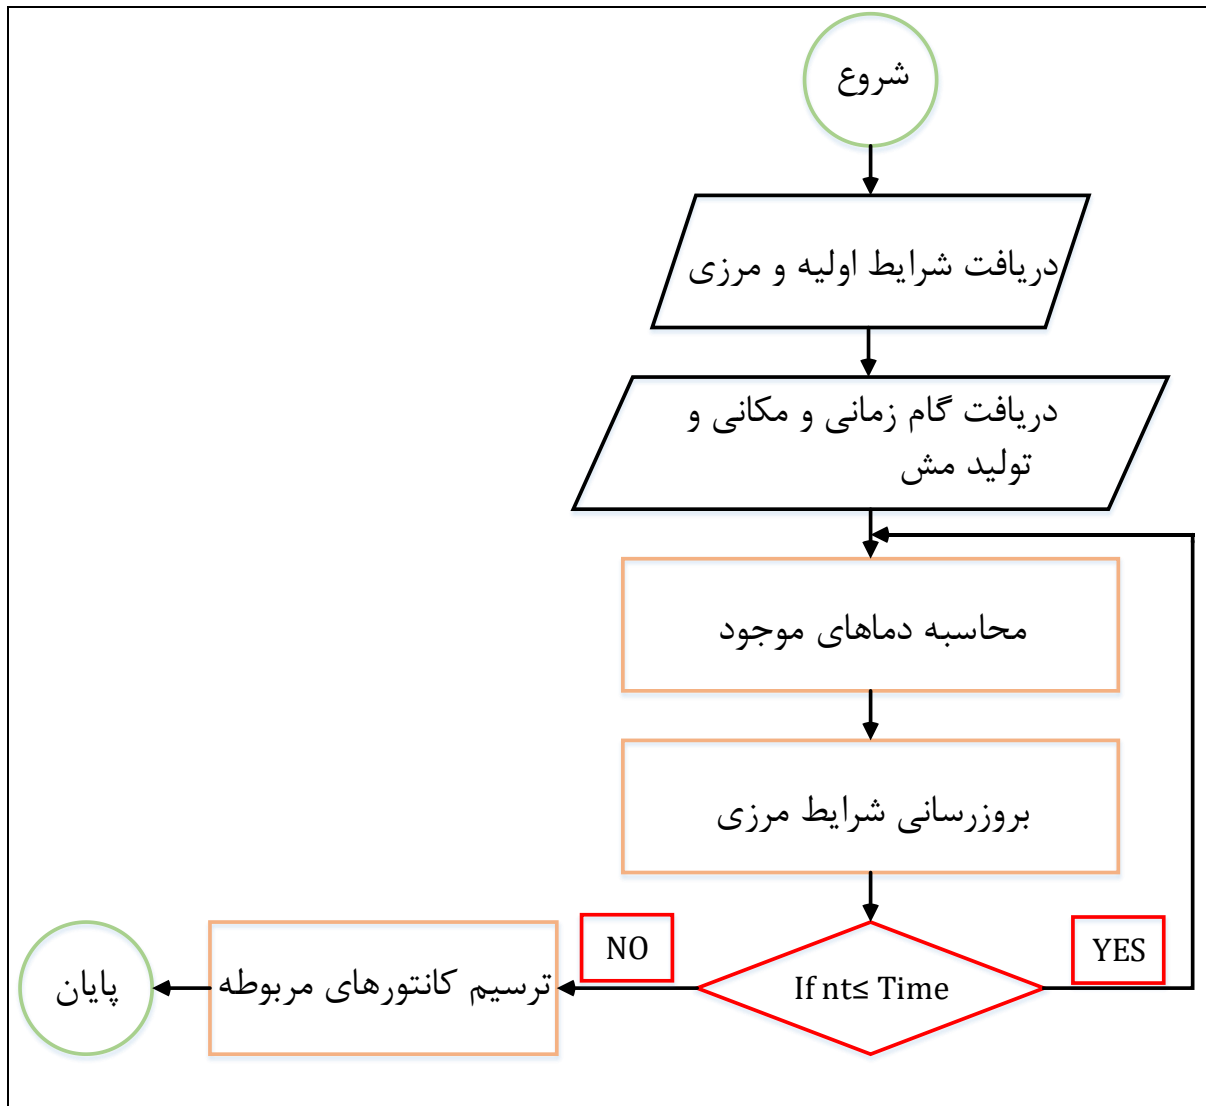 شروع
دریافت شرایط اولیه و مرزی
دریافت گام زمانی و مکانی و
تولید مش
محاسبه دماهای موجود
بروزرسانی شرایط مرزی
If nt≤ Time
YES
NO
ترسیم کانتورهای مربوطه
پایان